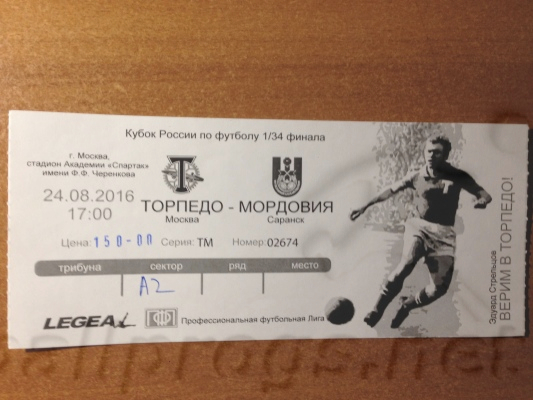 Кубок России по футболу 1/34 финала
г. Москва,
стадион Академии «Спартак»
имени Ф.Ф. Черенкова
24.08.2016
17:00
ТОРПЕДО - МОРДОВИЯ
Москва Саранск
Цена: 150-00 Серия: ТМ Номер: 02674
трибуна сектор ряд место
A2
LEGEA Профессиональная футбольная Лига
Эдуард Стрельцов
ВЕРИМ В ТОРПЕДО!